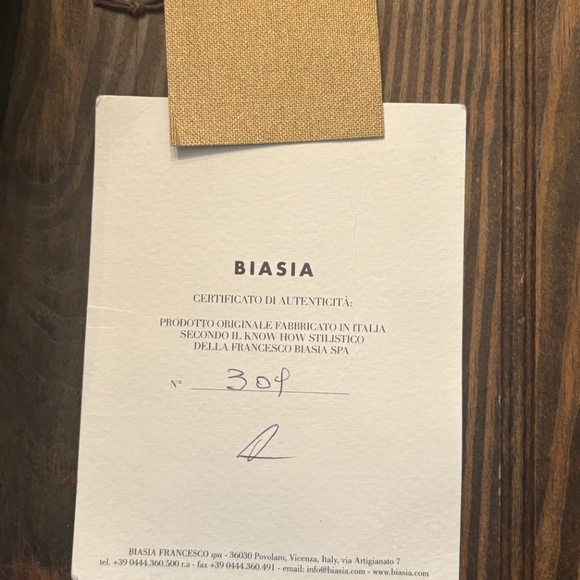 BIASIA
CERTIFICATO DI AUTENTICITÀ:
PRODOTTO ORIGINALE FABBRICATO IN ITALIA
SECONDO IL KNOW HOW STILISTICO
DELLA FRANCESCO BIASIA SPA
N° 309
BIASIA FRANCESCO spa - 36030 Povolaro, Vicenza, Italy, via Artigianato 7
tel. +39 0444.360.500 r.a - fax +39 0444.360.491 - email: info@biasia.com - www.biasia.com